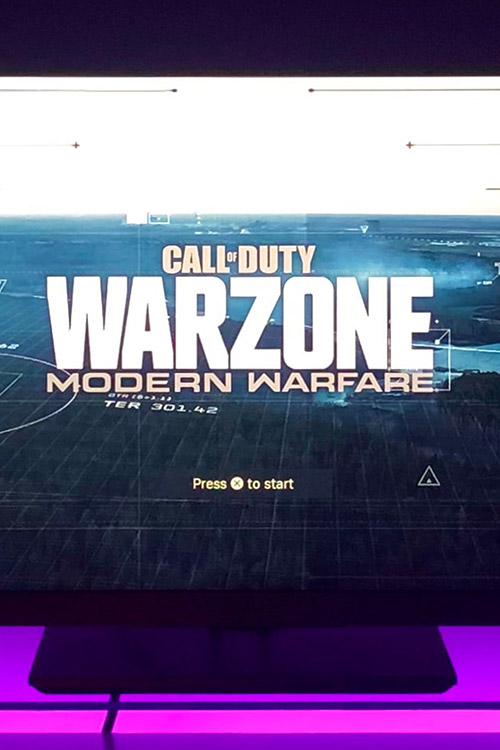 CALL OF DUTY
WARZONE
MODERN WARFARE
TER 301.42
Press ⓧ to start